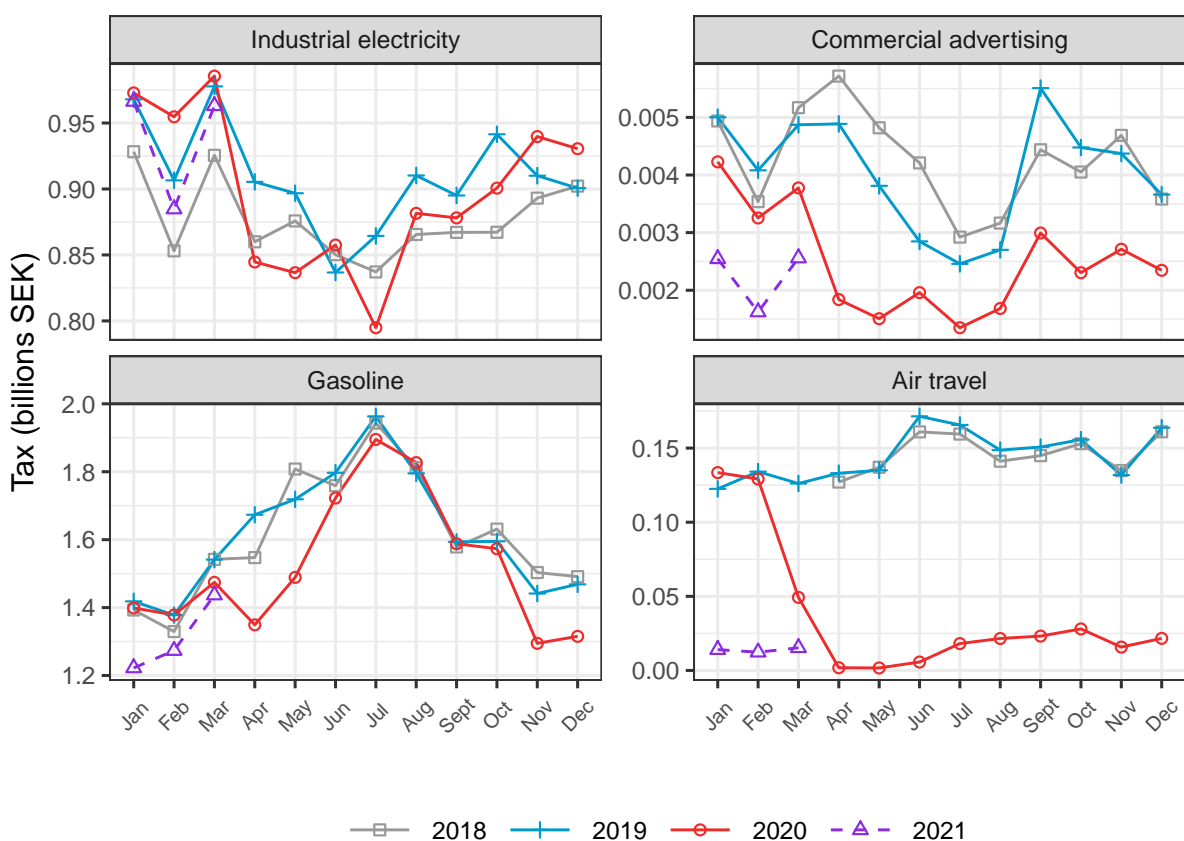 Industrial electricity
Commercial advertising
0.95
0.90
0.85
0.80
0.005
0.004
0.003
0.002
Tax (billions SEK)
Gasoline
Air travel
2.0
1.8
1.6
1.4
1.2
0.15
0.10
0.05
0.00
Jan Feb Mar Apr May Jun Jul Aug Sept Oct Nov Dec
Jan Feb Mar Apr May Jun Jul Aug Sept Oct Nov Dec
2018 2019 2020 2021